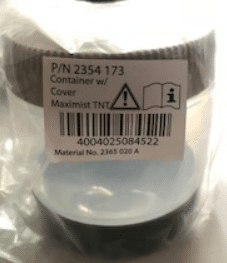 P/N 2354 173
Container w/
Cover
Maximist TNT
4004025084522
Material No. 2365 020 A